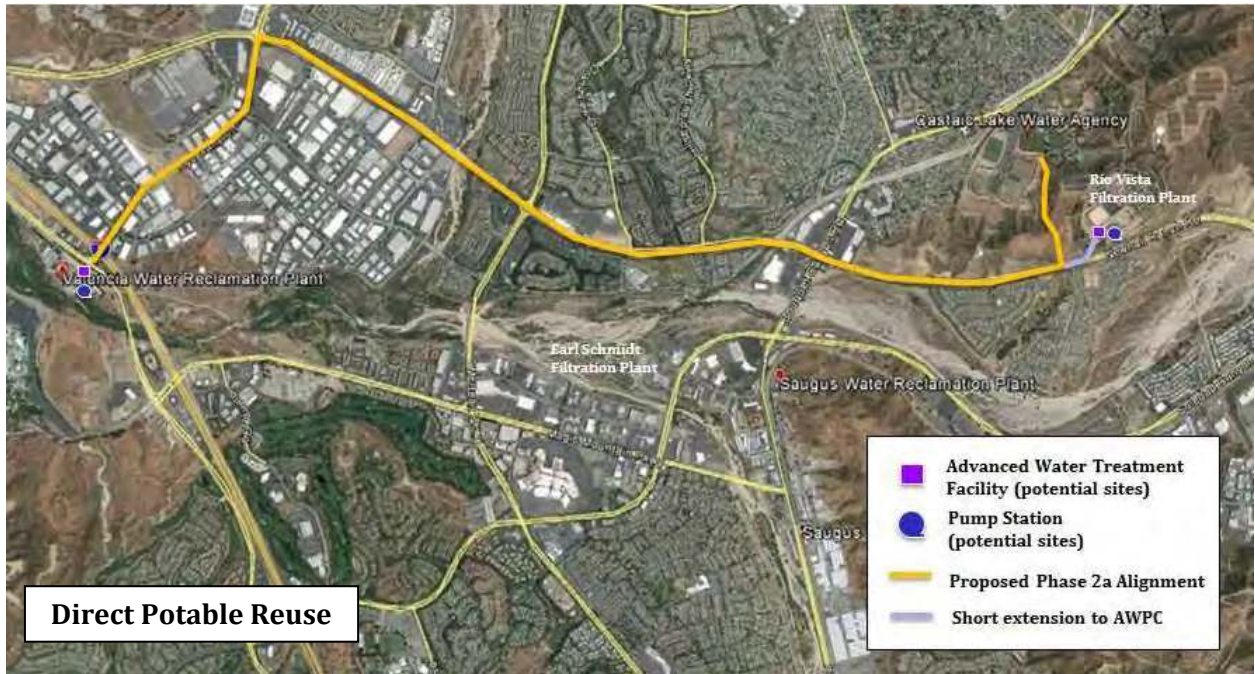 Castaic Lake Water Agency
Rio Vista
Filtration Plant
Valencia Water Reclamation Plant
Earl Schmidt
Filtration Plant
Saugus Water Reclamation Plant
Saugus
Advanced Water Treatment
Facility (potential sites)
Pump Station
(potential sites)
Proposed Phase 2a Alignment
Short extension to AWPC
Direct Potable Reuse